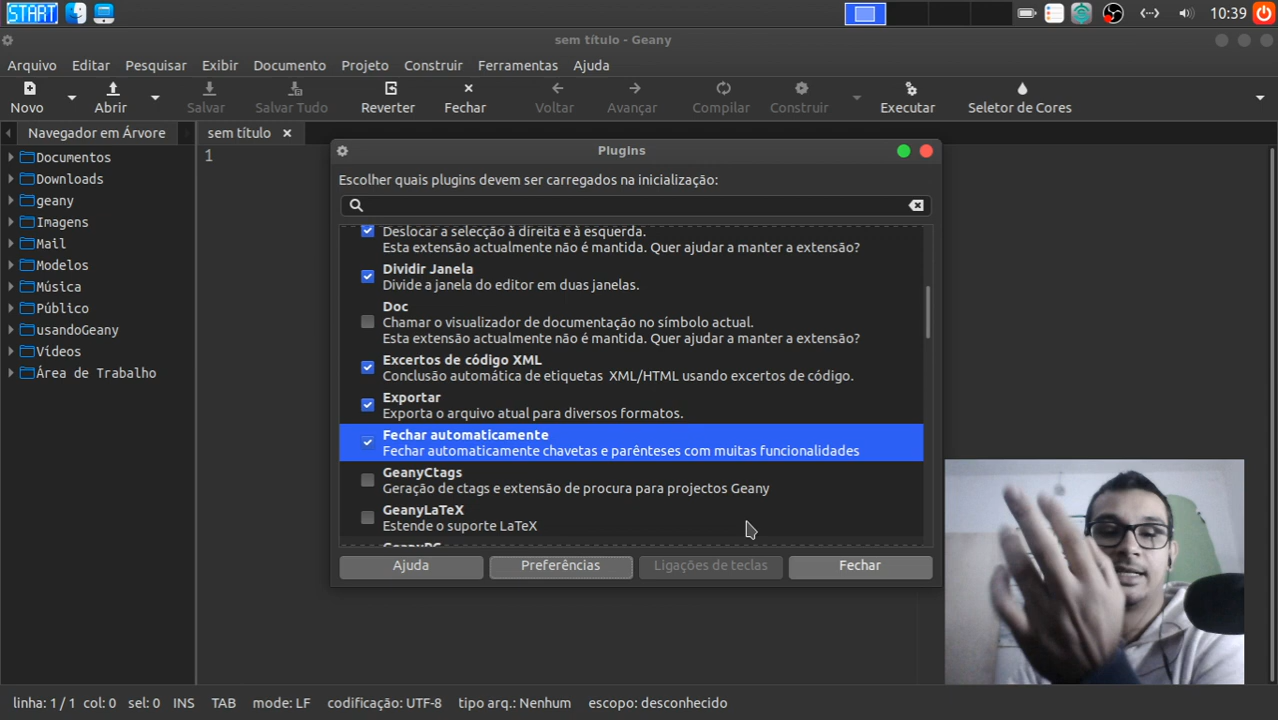 START
10:39
sem título - Geany
Arquivo Editar Pesquisar Exibir Documento Projeto Construir Ferramentas Ajuda
Novo Abrir Salvar Salvar Tudo Reverter Fechar Voltar Avançar Compilar Construir Executar Seletor de Cores
Navegador em Árvore
sem título
1
Documentos
Downloads
geany
Imagens
Mail
Modelos
Música
Público
usandoGeany
Vídeos
Área de Trabalho
Plugins
Escolher quais plugins devem ser carregados na inicialização:
Deslocar a selecção à direita e à esquerda.
Esta extensão actualmente não é mantida. Quer ajudar a manter a extensão?
Dividir Janela
Divide a janela do editor em duas janelas.
Doc
Chamar o visualizador de documentação no símbolo actual.
Esta extensão actualmente não é mantida. Quer ajudar a manter a extensão?
Excertos de código XML
Conclusão automática de etiquetas XML/HTML usando excertos de código.
Exportar
Exporta o arquivo atual para diversos formatos.
Fechar automaticamente
Fechar automaticamente chavetas e parênteses com muitas funcionalidades
GeanyCtags
Geração de ctags e extensão de procura para projectos Geany
GeanyLaTeX
Estende o suporte LaTeX
Ajuda Preferências Ligações de teclas Fechar
linha: 1 / 1 col: 0 sel: 0 INS TAB mode: LF codificação: UTF-8 tipo arq.: Nenhum escopo: desconhecido